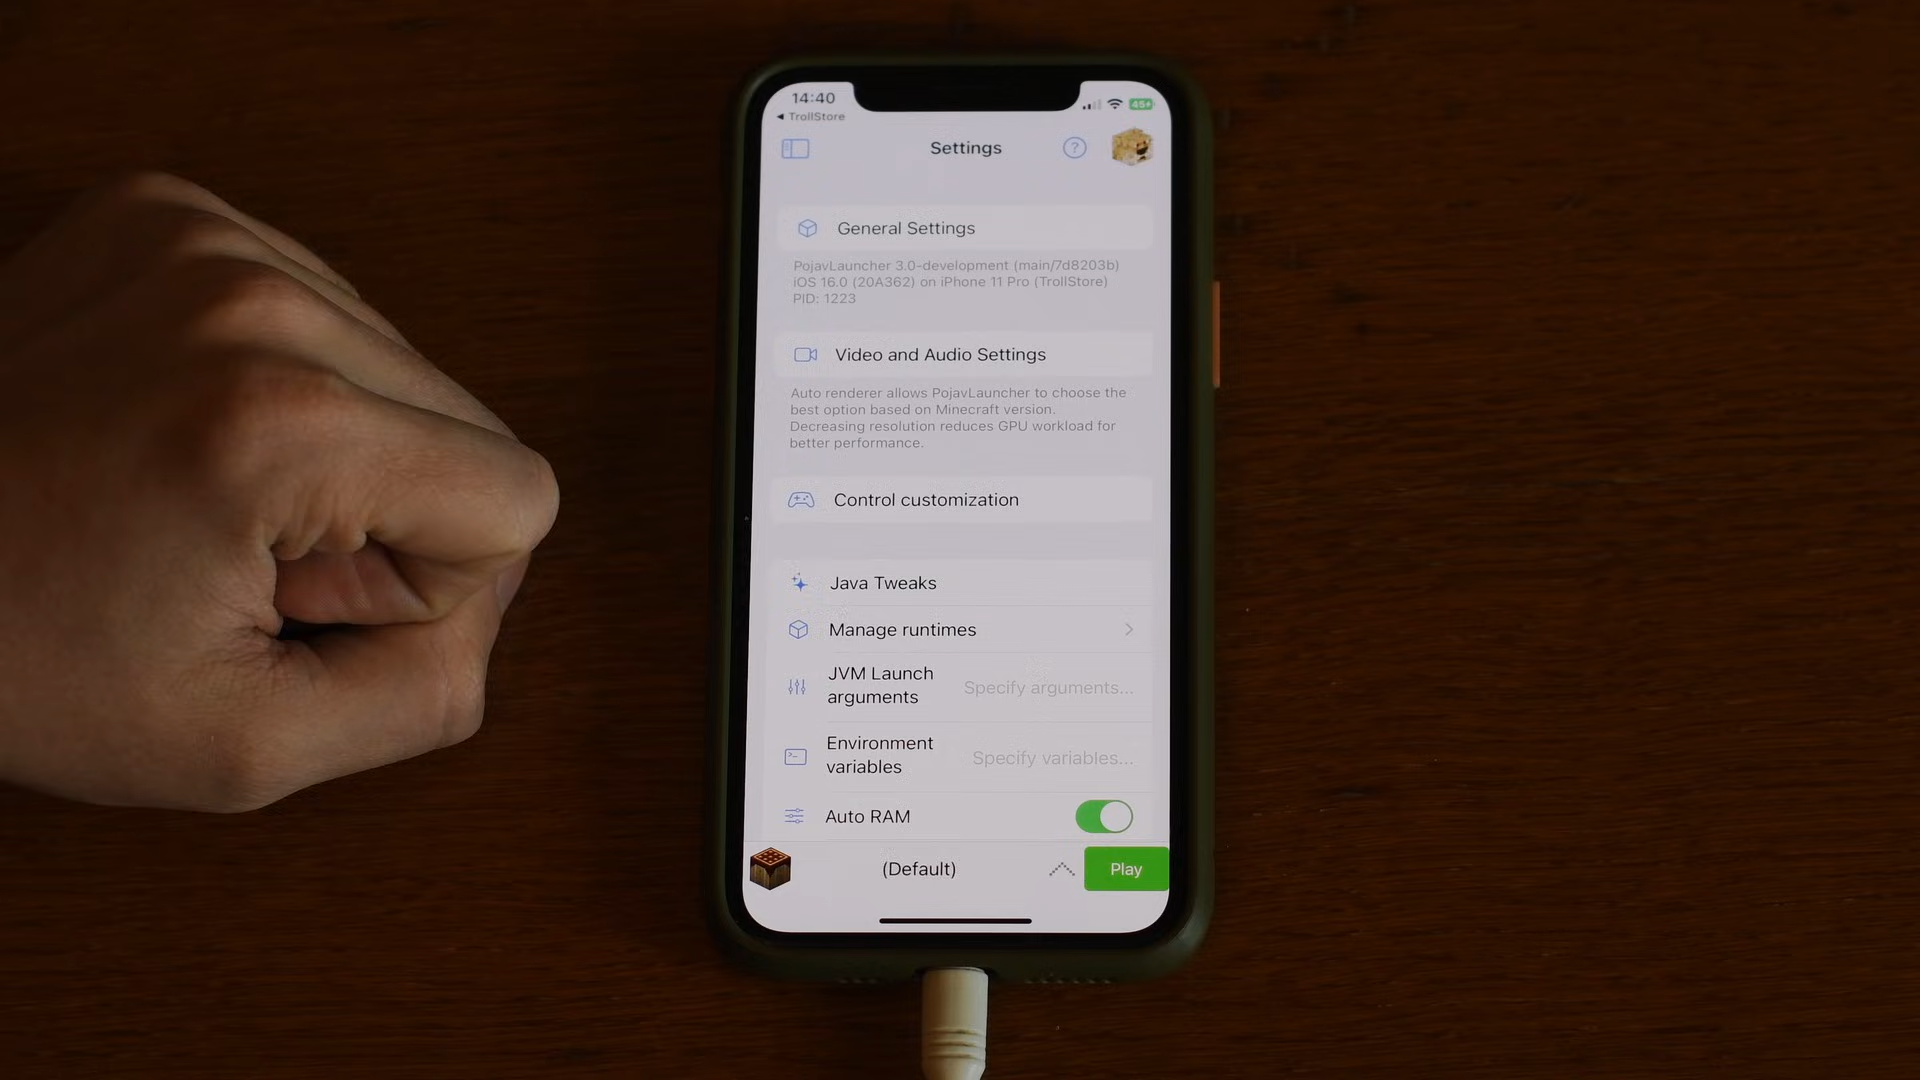 14:40
45+
TrollStore
Settings
?
General Settings
PojavLauncher 3.0-development (main/7d8203b)
iOS 16.0 (20A362) on iPhone 11 Pro (TrollStore)
PID: 1223
Video and Audio Settings
Auto renderer allows PojavLauncher to choose the
best option based on Minecraft version.
Decreasing resolution reduces GPU workload for
better performance.
Control customization
Java Tweaks
Manage runtimes
JVM Launch
arguments
Specify arguments...
Environment
variables
Specify variables...
Auto RAM
(Default)
Play